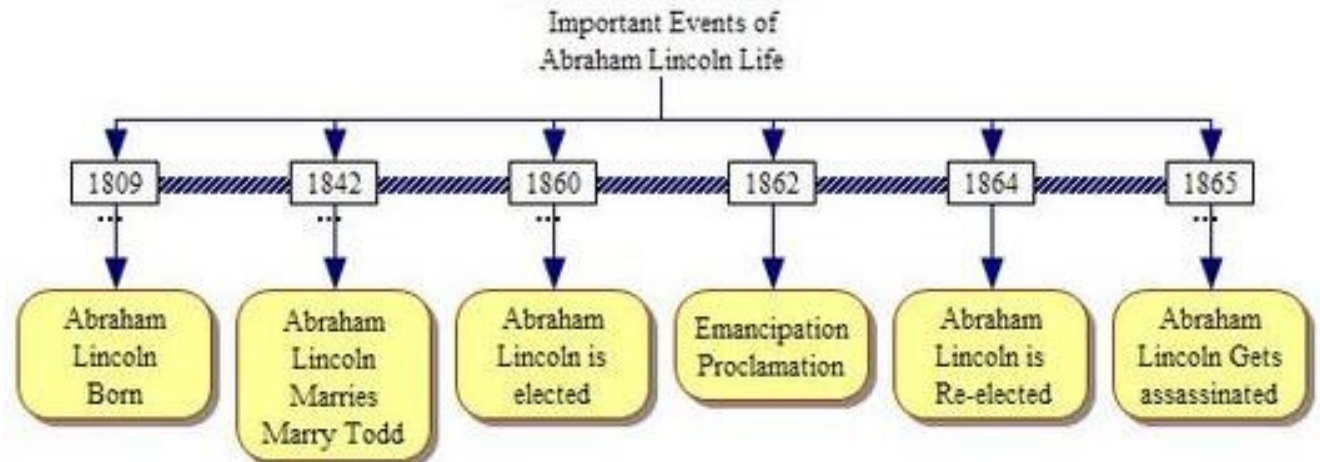 Important Events of
Abraham Lincoln Life
1809
1842
1860
1862
1864
1865
...
...
...
...
Abraham
Lincoln
Born
Abraham
Lincoln
Marries
Marry Todd
Abraham
Lincoln is
elected
Emancipation
Proclamation
Abraham
Lincoln is
Re-elected
Abraham
Lincoln Gets
assassinated